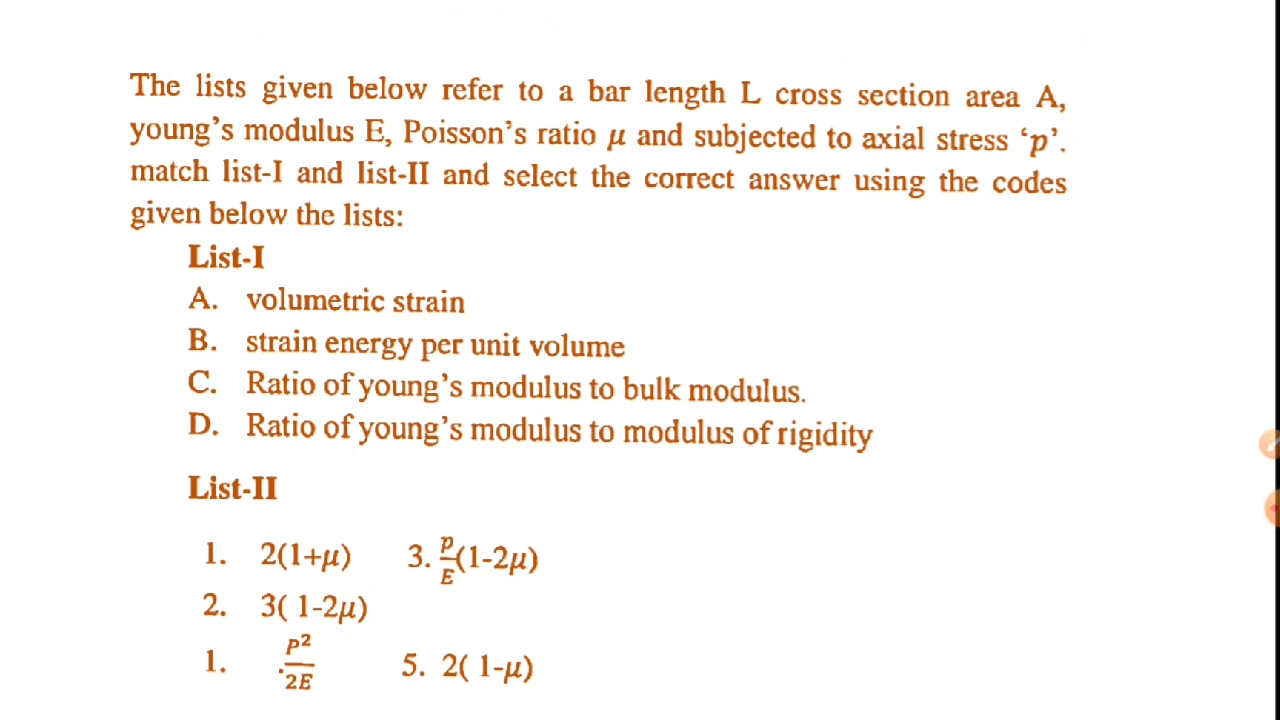 The lists given below refer to a bar length L cross section area A,
young's modulus E, Poisson's ratio μ and subjected to axial stress ‘p’.
match list-I and list-II and select the correct answer using the codes
given below the lists:
List-I
A. volumetric strain
B. strain energy per unit volume
C. Ratio of young's modulus to bulk modulus.
D. Ratio of young's modulus to modulus of rigidity
List-II
1. 2(1+μ) 3. p/E(1-2μ)
2. 3( 1-2μ)
1. P²/2E 5. 2( 1-μ)